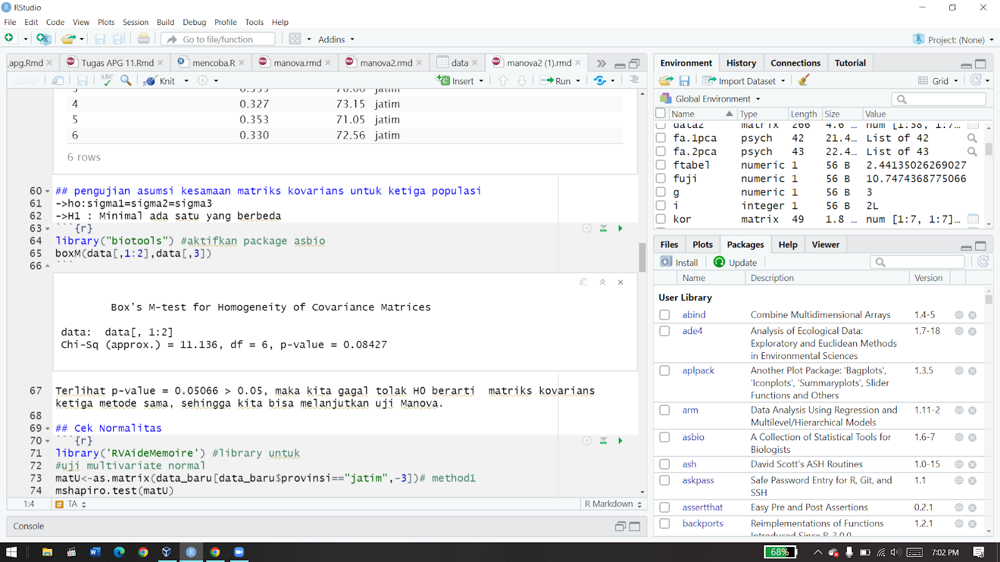 RStudio
File Edit Code View Plots Session Build Debug Profile Tools Help
Go to file/function Addins Project: (None)
_apg.Rmd Tugas APG 11.Rmd mencoba.R manova.rmd manova2.rmd data manova2 (1).rmd
ABC Knit Insert Run
4 0.327 73.15 jatim
5 0.353 71.05 jatim
6 0.330 72.56 jatim
6 rows
60 ## pengujian asumsi kesamaan matriks kovarians untuk ketiga populasi
61 ->ho:sigma1=sigma2=sigma3
62 ->H1 : Minimal ada satu yang berbeda
63 ```{r}
64 library("biotools") #aktifkan package asbio
65 boxM(data[,1:2],data[,3])
66 ```
Box's M-test for Homogeneity of Covariance Matrices
data: data[, 1:2]
Chi-Sq (approx.) = 11.136, df = 6, p-value = 0.08427
67 Terlihat p-value = 0.05066 > 0.05, maka kita gagal tolak H0 berarti matriks kovarians
ketiga metode sama, sehingga kita bisa melanjutkan uji Manova.
68
69 ## Cek Normalitas
70 ```{r}
71 library('RVAideMemoire') #library untuk
72 #uji multivariate normal
73 matU<-as.matrix(data_baru[data_baru$provinsi=="jatim",-3])# method1
74 mshapiro.test(matU)
1:4 TA R Markdown
Console
Environment History Connections Tutorial
Import Dataset Grid
Global Environment
Name Type Length Size Value
data2 matrix 266 4.6 … num [1:38, 1:7…
fa.1pca psych 42 21.4… List of 42
fa.2pca psych 43 22.4… List of 43
ftabel numeric 1 56 B 2.44135026269027
fuji numeric 1 56 B 10.7474368775066
g numeric 1 56 B 3
i integer 1 56 B 2L
kor matrix 49 1.8 … num [1:7, 1:7]…
Files Plots Packages Help Viewer
Install Update
Name Description Version
User Library
abind Combine Multidimensional Arrays 1.4-5
ade4 Analysis of Ecological Data: 1.7-18
Exploratory and Euclidean Methods
in Environmental Sciences
aplpack Another Plot Package: 'Bagplots', 1.3.5
'Iconplots', 'Summaryplots', Slider
Functions and Others
arm Data Analysis Using Regression and 1.11-2
Multilevel/Hierarchical Models
asbio A Collection of Statistical Tools for 1.6-7
Biologists
ash David Scott's ASH Routines 1.0-15
askpass Safe Password Entry for R, Git, and 1.1
SSH
assertthat Easy Pre and Post Assertions 0.2.1
backports Reimplementations of Functions 1.2.1
Introduced Since R-3.0.0
68% 7:02 PM